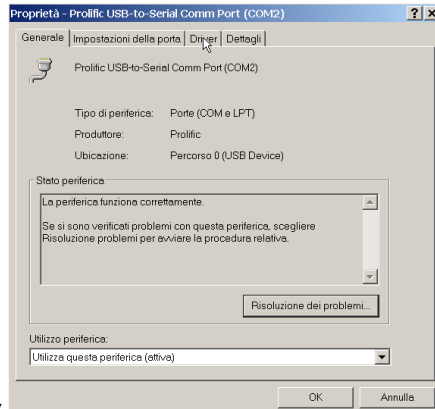 Proprietà - Prolific USB-to-Serial Comm Port (COM2)
Generale Impostazioni della porta Driver Dettagli
Prolific USB-to-Serial Comm Port (COM2)
Tipo di periferica: Porte (COM e LPT)
Produttore: Prolific
Ubicazione: Percorso 0 (USB Device)
Stato periferica
La periferica funziona correttamente.
Se si sono verificati problemi con questa periferica, scegliere
Risoluzione problemi per avviare la procedura relativa.
Risoluzione dei problemi...
Utilizzo periferica:
Utilizza questa periferica (attiva)
OK Annulla